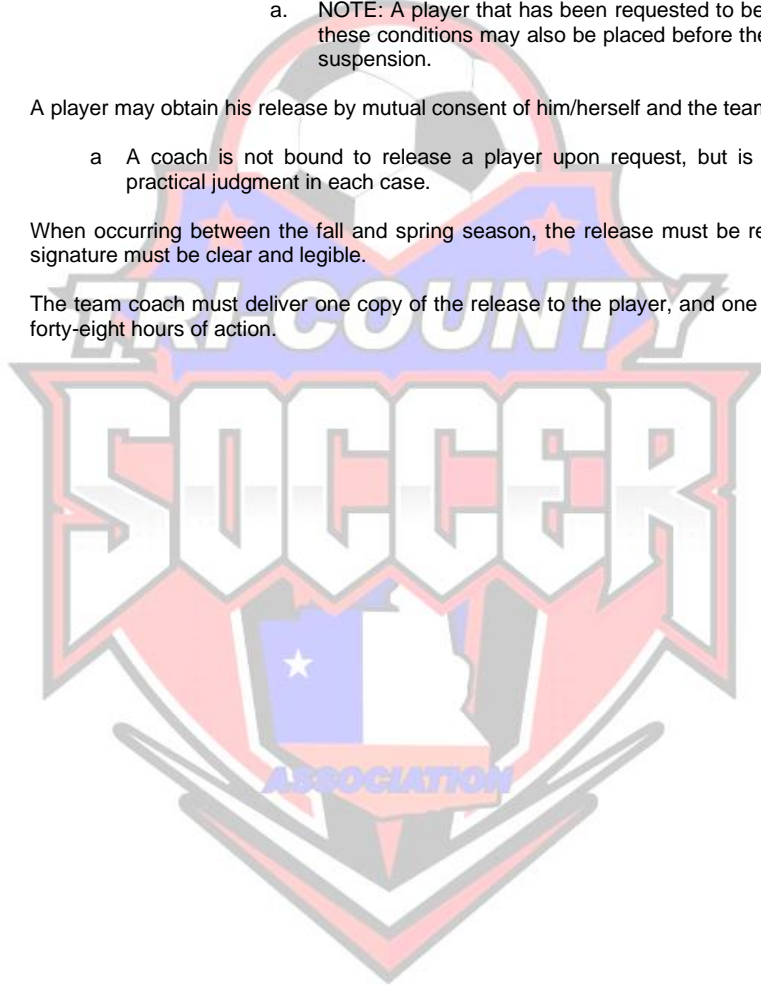 a. NOTE: A player that has been requested to be
these conditions may also be placed before the
suspension.
A player may obtain his release by mutual consent of him/herself and the team
a A coach is not bound to release a player upon request, but is
practical judgment in each case.
When occurring between the fall and spring season, the release must be re
signature must be clear and legible.
The team coach must deliver one copy of the release to the player, and one
forty-eight hours of action.
TRI-COUNTY
SOCCER
ASSOCIATION